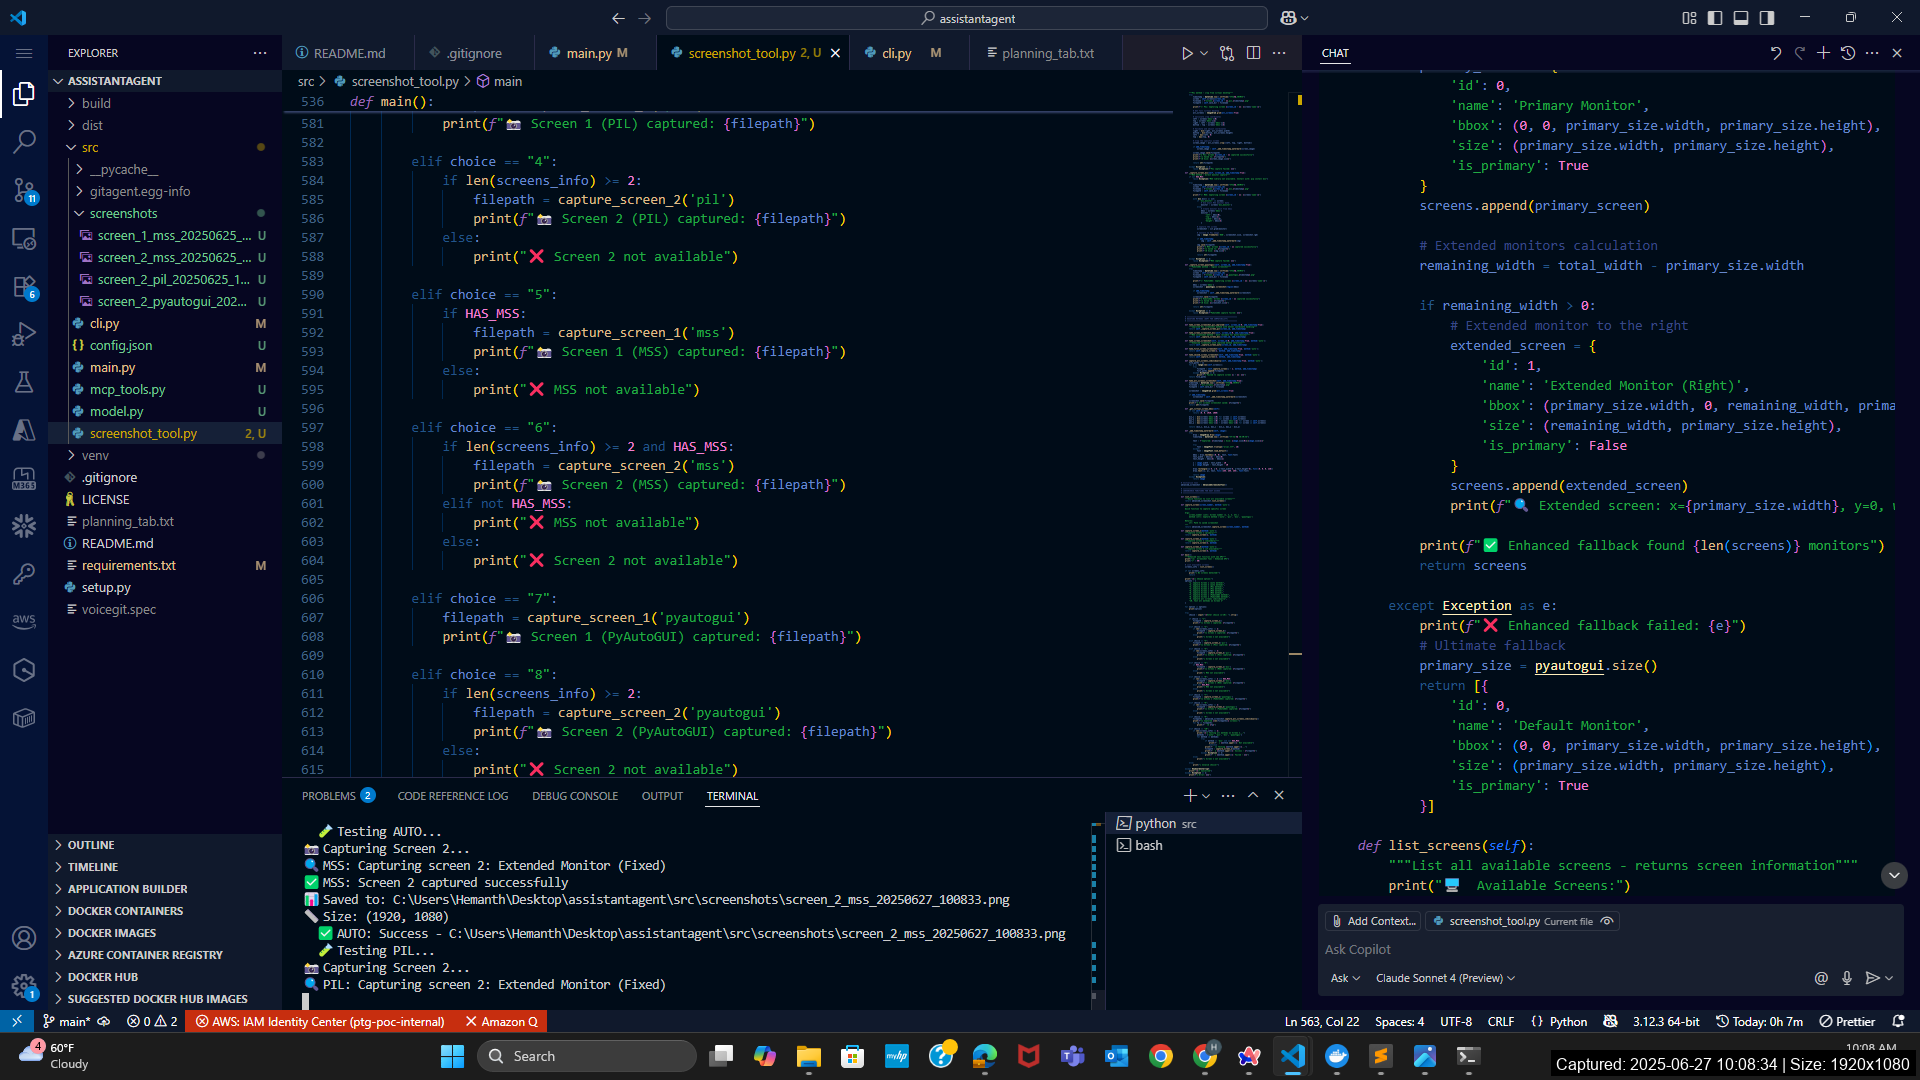 assistantagent
EXPLORER
ASSISTANTAGENT
build
dist
src
__pycache__
gitagent.egg-info
screenshots
screen_1_mss_20250625_... U
screen_2_mss_20250625_... U
screen_2_pil_20250625_1... U
screen_2_pyautogui_202... U
cli.py M
config.json U
main.py M
mcp_tools.py U
model.py U
screenshot_tool.py 2, U
venv
.gitignore
LICENSE
planning_tab.txt
README.md
requirements.txt M
setup.py
voicegit.spec
OUTLINE
TIMELINE
APPLICATION BUILDER
DOCKER CONTAINERS
DOCKER IMAGES
AZURE CONTAINER REGISTRY
DOCKER HUB
SUGGESTED DOCKER HUB IMAGES
11
6
M365
aws
1
README.md
.gitignore
main.py M
screenshot_tool.py 2, U
cli.py M
planning_tab.txt
src > screenshot_tool.py > main
536 def main():
581 print(f"📷 Screen 1 (PIL) captured: {filepath}")
582
583 elif choice == "4":
584 if len(screens_info) >= 2:
585 filepath = capture_screen_2('pil')
586 print(f"📷 Screen 2 (PIL) captured: {filepath}")
587 else:
588 print("❌ Screen 2 not available")
589
590 elif choice == "5":
591 if HAS_MSS:
592 filepath = capture_screen_1('mss')
593 print(f"📷 Screen 1 (MSS) captured: {filepath}")
594 else:
595 print("❌ MSS not available")
596
597 elif choice == "6":
598 if len(screens_info) >= 2 and HAS_MSS:
599 filepath = capture_screen_2('mss')
600 print(f"📷 Screen 2 (MSS) captured: {filepath}")
601 elif not HAS_MSS:
602 print("❌ MSS not available")
603 else:
604 print("❌ Screen 2 not available")
605
606 elif choice == "7":
607 filepath = capture_screen_1('pyautogui')
608 print(f"📷 Screen 1 (PyAutoGUI) captured: {filepath}")
609
610 elif choice == "8":
611 if len(screens_info) >= 2:
612 filepath = capture_screen_2('pyautogui')
613 print(f"📷 Screen 2 (PyAutoGUI) captured: {filepath}")
614 else:
615 print("❌ Screen 2 not available")
PROBLEMS 2 CODE REFERENCE LOG DEBUG CONSOLE OUTPUT TERMINAL
🧪 Testing AUTO...
📷 Capturing Screen 2...
🔍 MSS: Capturing screen 2: Extended Monitor (Fixed)
✅ MSS: Screen 2 captured successfully
📊 Saved to: C:\Users\Hemanth\Desktop\assistantagent\src\screenshots\screen_2_mss_20250627_100833.png
📏 Size: (1920, 1080)
✅ AUTO: Success - C:\Users\Hemanth\Desktop\assistantagent\src\screenshots\screen_2_mss_20250627_100833.png
🧪 Testing PIL...
📷 Capturing Screen 2...
🔍 PIL: Capturing screen 2: Extended Monitor (Fixed)
python src
bash
CHAT
'id': 0,
'name': 'Primary Monitor',
'bbox': (0, 0, primary_size.width, primary_size.height),
'size': (primary_size.width, primary_size.height),
'is_primary': True
}
screens.append(primary_screen)
# Extended monitors calculation
remaining_width = total_width - primary_size.width
if remaining_width > 0:
# Extended monitor to the right
extended_screen = {
'id': 1,
'name': 'Extended Monitor (Right)',
'bbox': (primary_size.width, 0, remaining_width, prima
'size': (remaining_width, primary_size.height),
'is_primary': False
}
screens.append(extended_screen)
print(f"🔍 Extended screen: x={primary_size.width}, y=0, w
print(f"✅ Enhanced fallback found {len(screens)} monitors")
return screens
except Exception as e:
print(f"❌ Enhanced fallback failed: {e}")
# Ultimate fallback
primary_size = pyautogui.size()
return [{
'id': 0,
'name': 'Default Monitor',
'bbox': (0, 0, primary_size.width, primary_size.height),
'size': (primary_size.width, primary_size.height),
'is_primary': True
}]
def list_screens(self):
"""List all available screens - returns screen information"""
print("🖥️ Available Screens:")
Add Context... screenshot_tool.py Current file
Ask Copilot
Ask Claude Sonnet 4 (Preview)
main* 0 2 AWS: IAM Identity Center (ptg-poc-internal) Amazon Q Ln 563, Col 22 Spaces: 4 UTF-8 CRLF {} Python 3.12.3 64-bit Today: 0h 7m Prettier
4 60°F
Cloudy
Search
myhp
10:08 AM
Captured: 2025-06-27 10:08:34 | Size: 1920x1080